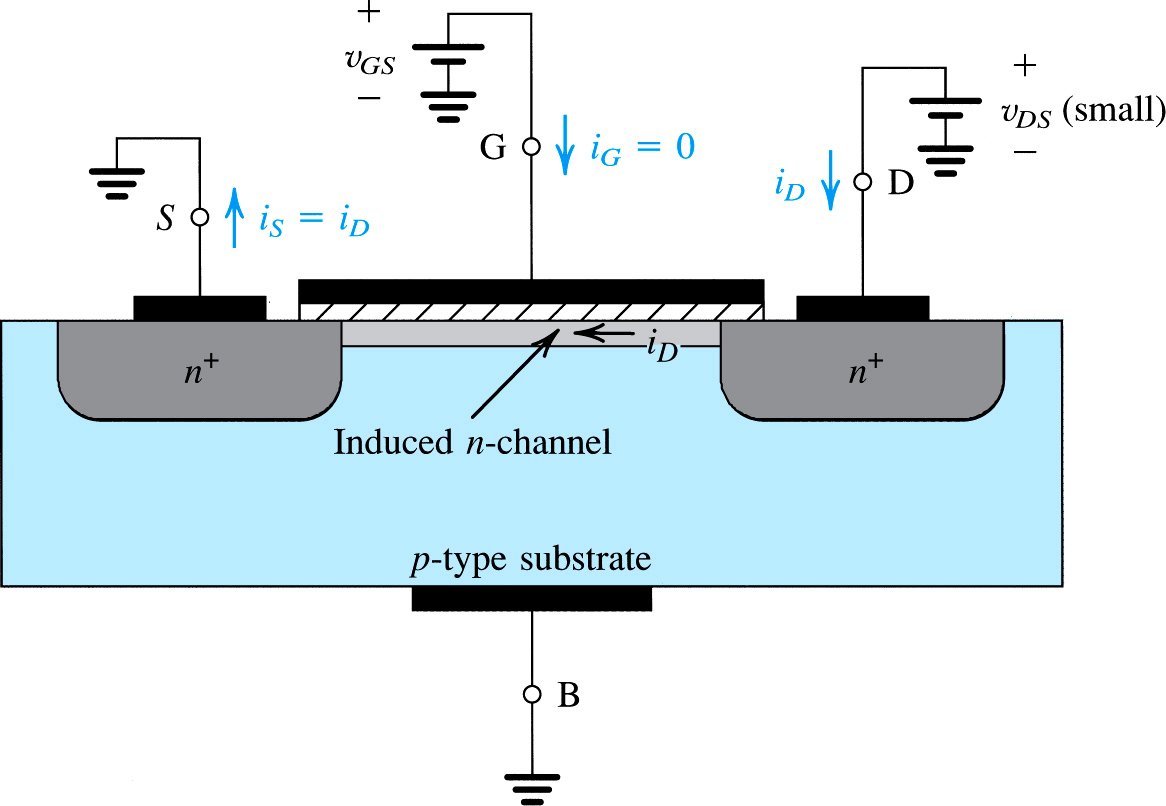 +
v_GS
−
+
v_DS (small)
−
G
i_G = 0
i_D
D
S
i_S = i_D
n⁺
i_D
n⁺
Induced n-channel
p-type substrate
B